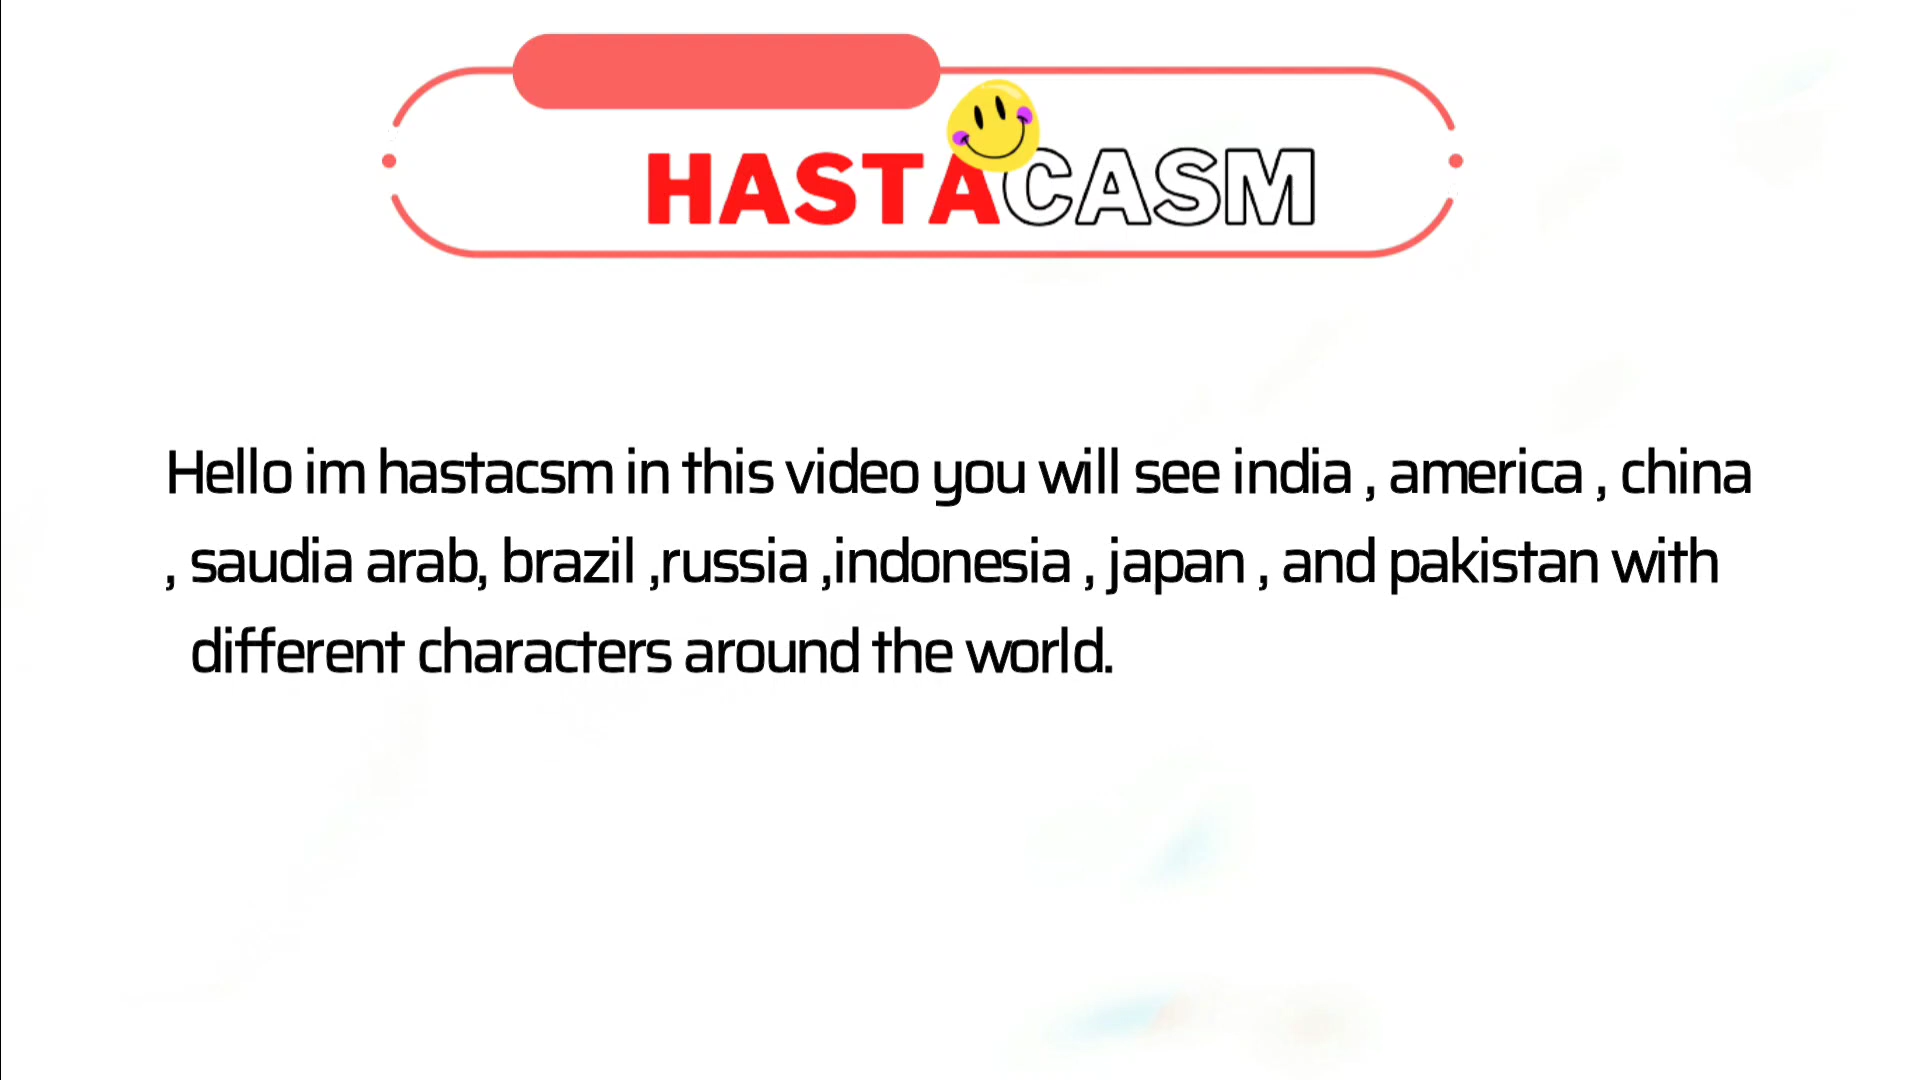 HASTACASM
Hello im hastacsm in this video you will see india , america , china
, saudia arab, brazil ,russia ,indonesia , japan , and pakistan with
different characters around the world.